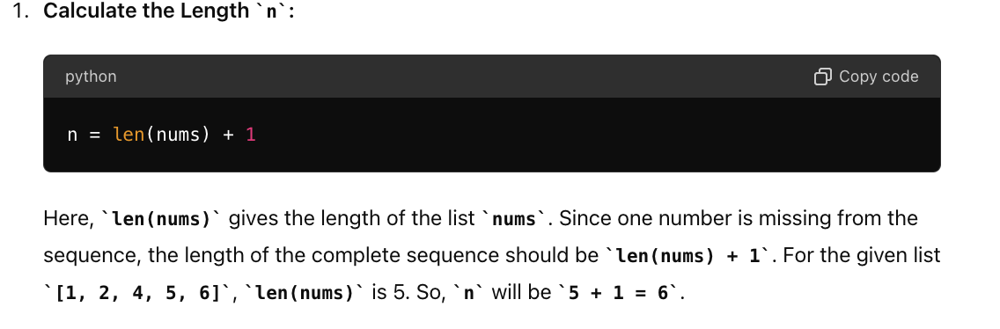 1. Calculate the Length `n`:
python Copy code
n = len(nums) + 1
Here, `len(nums)` gives the length of the list `nums`. Since one number is missing from the
sequence, the length of the complete sequence should be `len(nums) + 1`. For the given list
`[1, 2, 4, 5, 6]`, `len(nums)` is 5. So, `n` will be `5 + 1 = 6`.